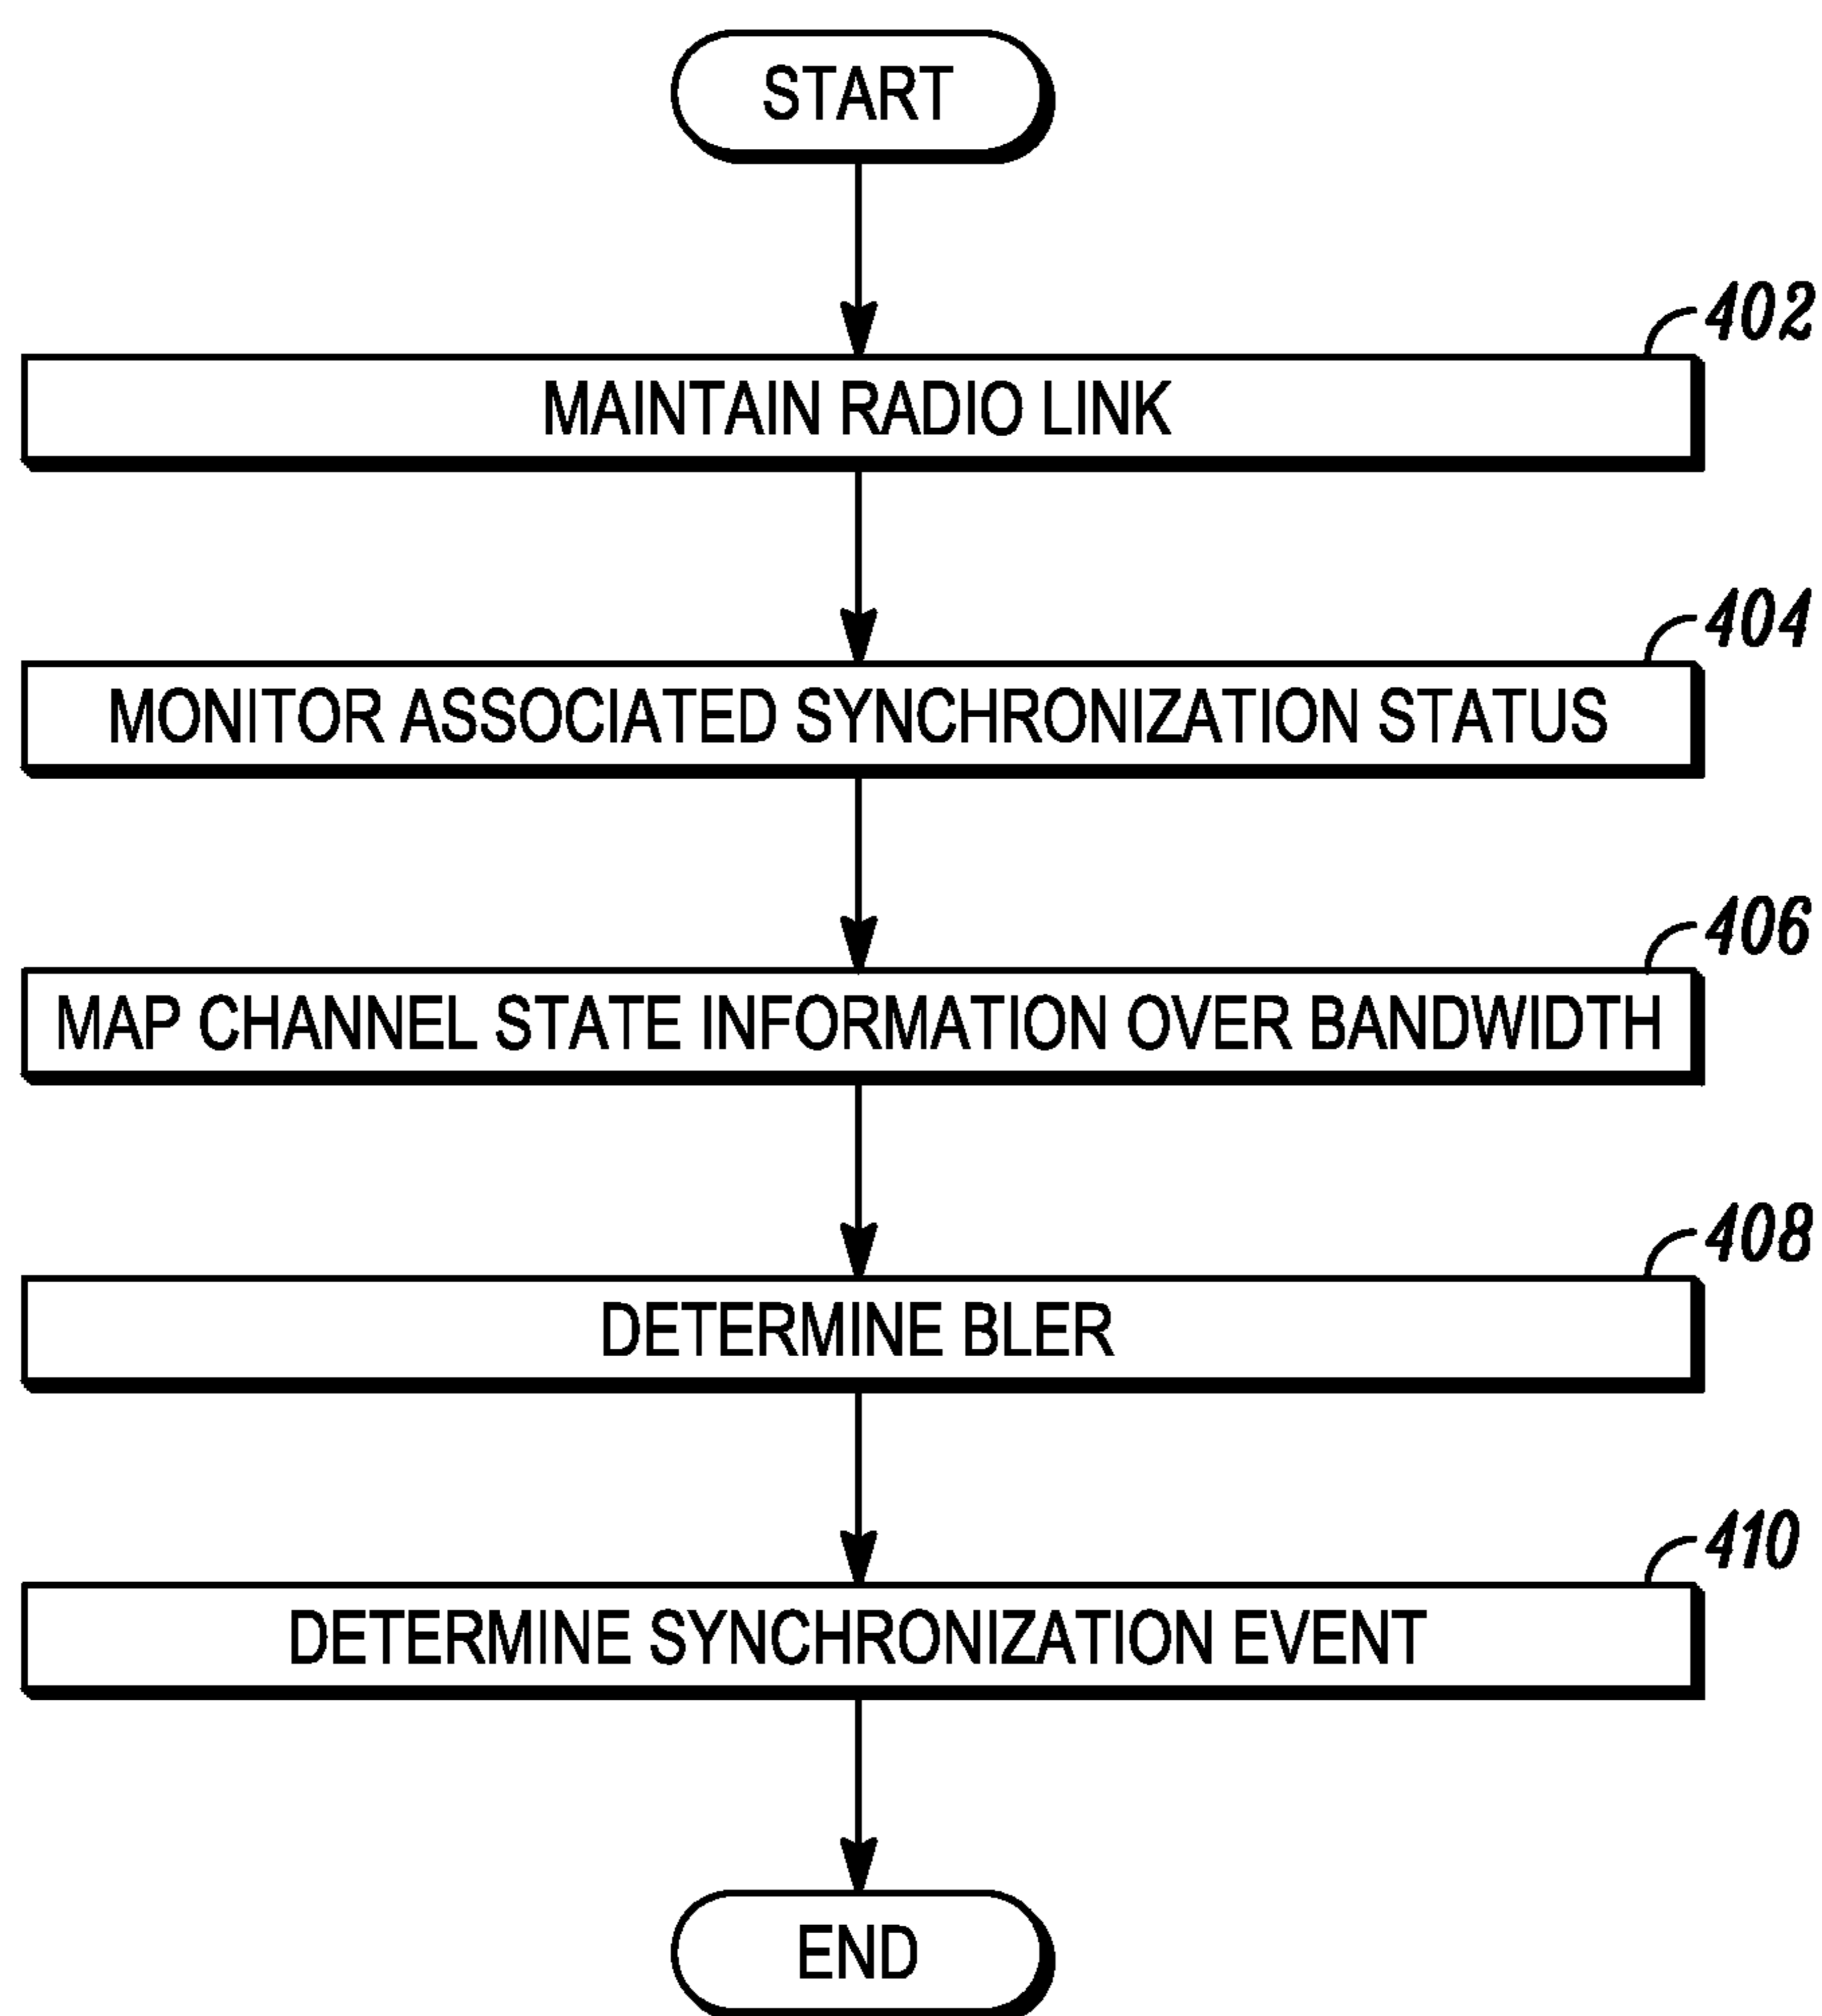 START
402
MAINTAIN RADIO LINK
404
MONITOR ASSOCIATED SYNCHRONIZATION STATUS
406
MAP CHANNEL STATE INFORMATION OVER BANDWIDTH
408
DETERMINE BLER
410
DETERMINE SYNCHRONIZATION EVENT
END